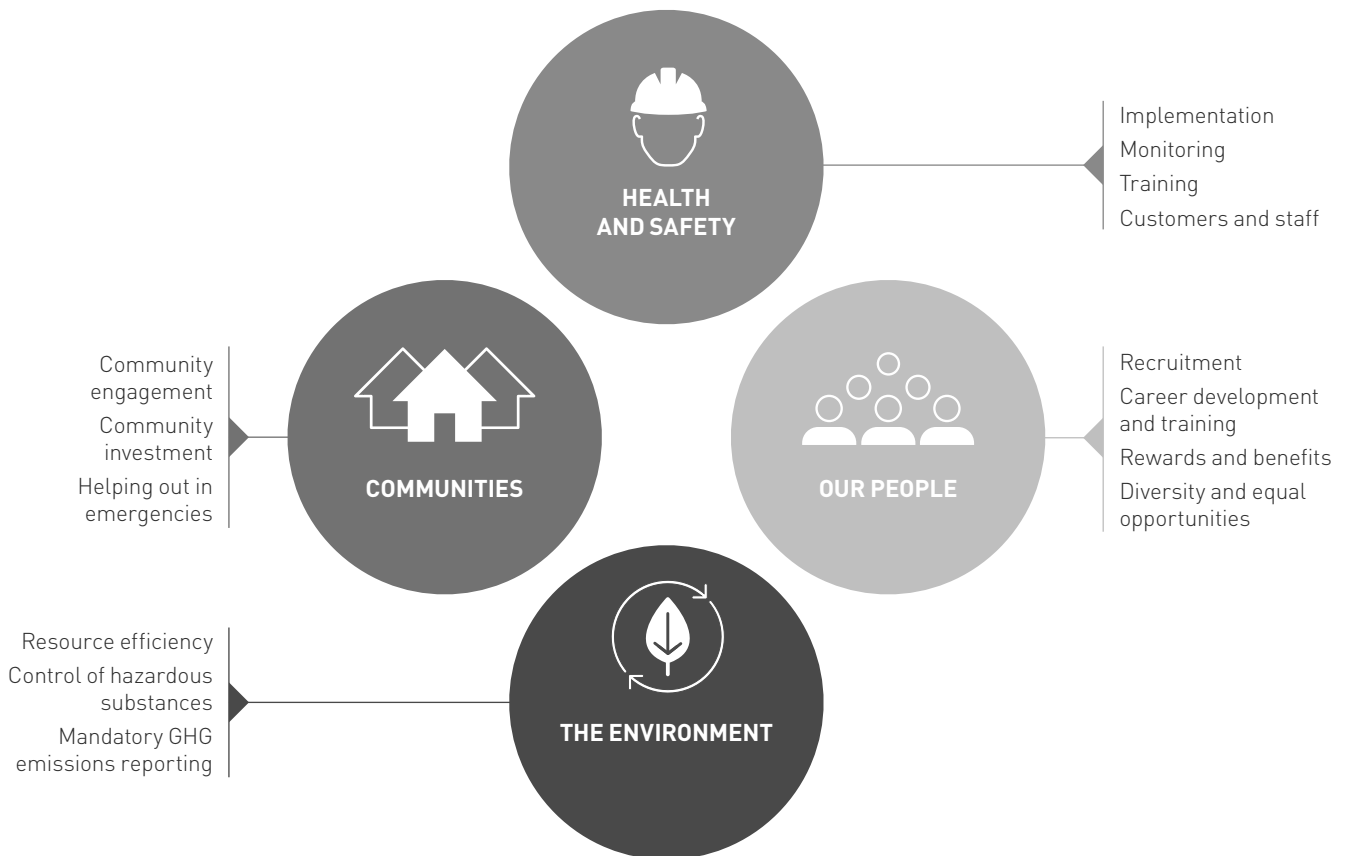 HEALTH
AND SAFETY
Implementation
Monitoring
Training
Customers and staff
Community
engagement
Community
investment
Helping out in
emergencies
COMMUNITIES
OUR PEOPLE
Recruitment
Career development
and training
Rewards and benefits
Diversity and equal
opportunities
Resource efficiency
Control of hazardous
substances
Mandatory GHG
emissions reporting
THE ENVIRONMENT